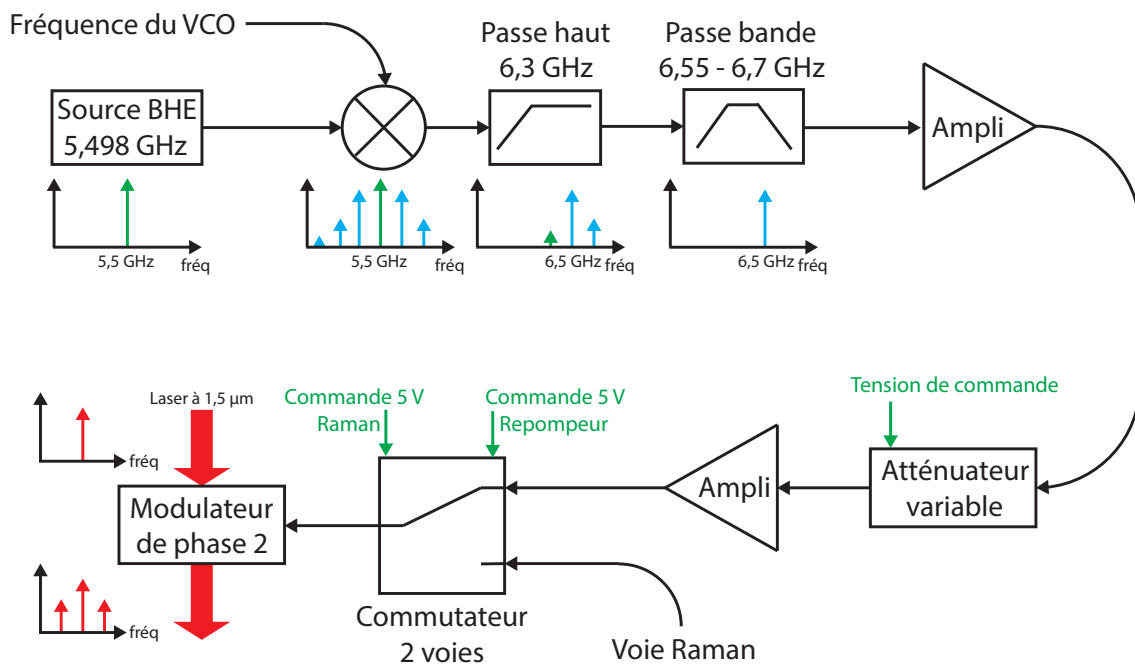 Fréquence du VCO
Passe haut
6,3 GHz
Passe bande
6,55 - 6,7 GHz
Source BHE
5,498 GHz
Ampli
5,5 GHz
fréq
5,5 GHz
fréq
6,5 GHz
fréq
6,5 GHz
fréq
Laser à 1,5 µm
fréq
Commande 5 V
Raman
Commande 5 V
Repompeur
Tension de commande
Modulateur
de phase 2
Ampli
Atténuateur
variable
fréq
Commutateur
2 voies
Voie Raman